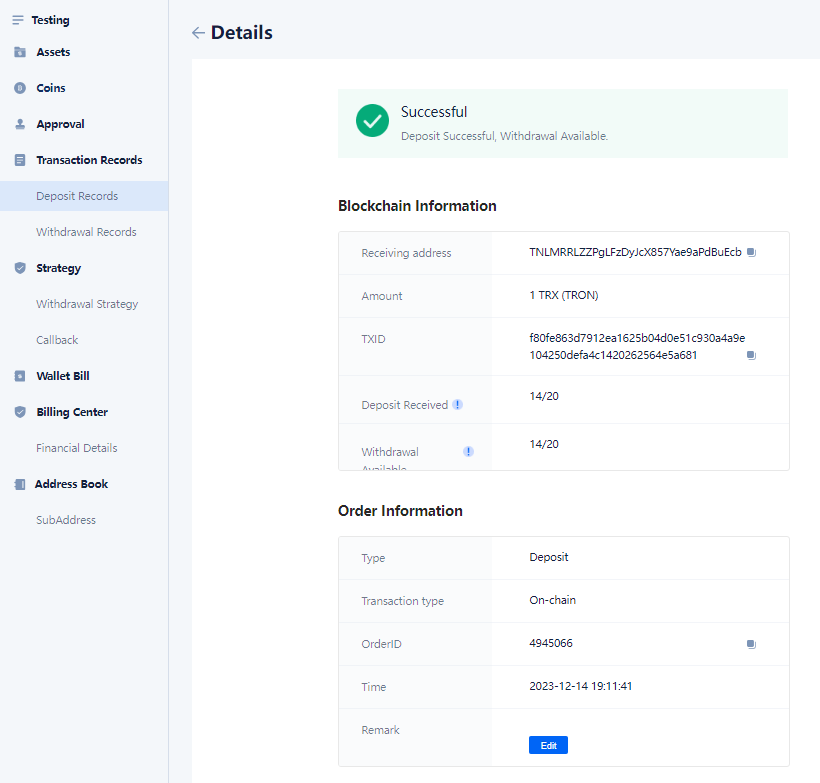 Testing
Assets
Coins
Approval
Transaction Records
Deposit Records
Withdrawal Records
Strategy
Withdrawal Strategy
Callback
Wallet Bill
Billing Center
Financial Details
Address Book
SubAddress
Details
Successful
Deposit Successful, Withdrawal Available.
Blockchain Information
Receiving address TNLMRRLZZPgLFzDyJcX857Yae9aPdBuEcb
Amount 1 TRX (TRON)
TXID f80fe863d7912ea1625b04d0e51c930a4a9e
104250defa4c1420262564e5a681
Deposit Received 14/20
Withdrawal 14/20
Available
Order Information
Type Deposit
Transaction type On-chain
OrderID 4945066
Time 2023-12-14 19:11:41
Remark
Edit